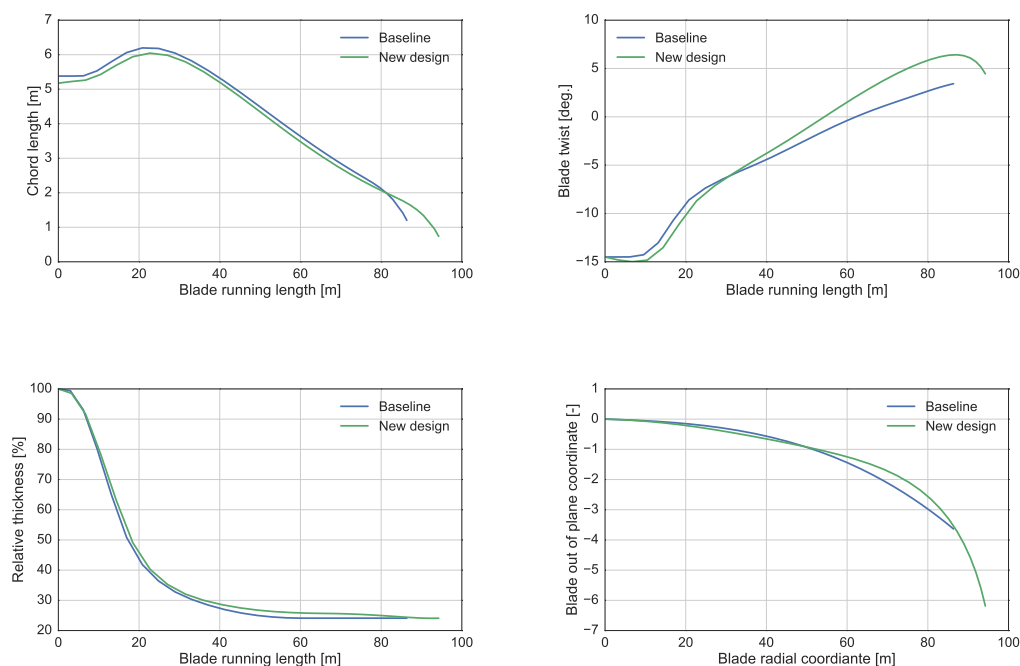 7
6
5
4
3
2
1
0
Chord length [m]
Baseline
New design
0 20 40 60 80 100
Blade running length [m]
10
5
0
−5
−10
−15
Blade twist [deg.]
Baseline
New design
0 20 40 60 80 100
Blade running length [m]
100
90
80
70
60
50
40
30
20
Relative thickness [%]
Baseline
New design
0 20 40 60 80 100
Blade running length [m]
1
0
−1
−2
−3
−4
−5
−6
−7
Blade out of plane coordinate [-]
Baseline
New design
0 20 40 60 80 100
Blade radial coordiante [m]